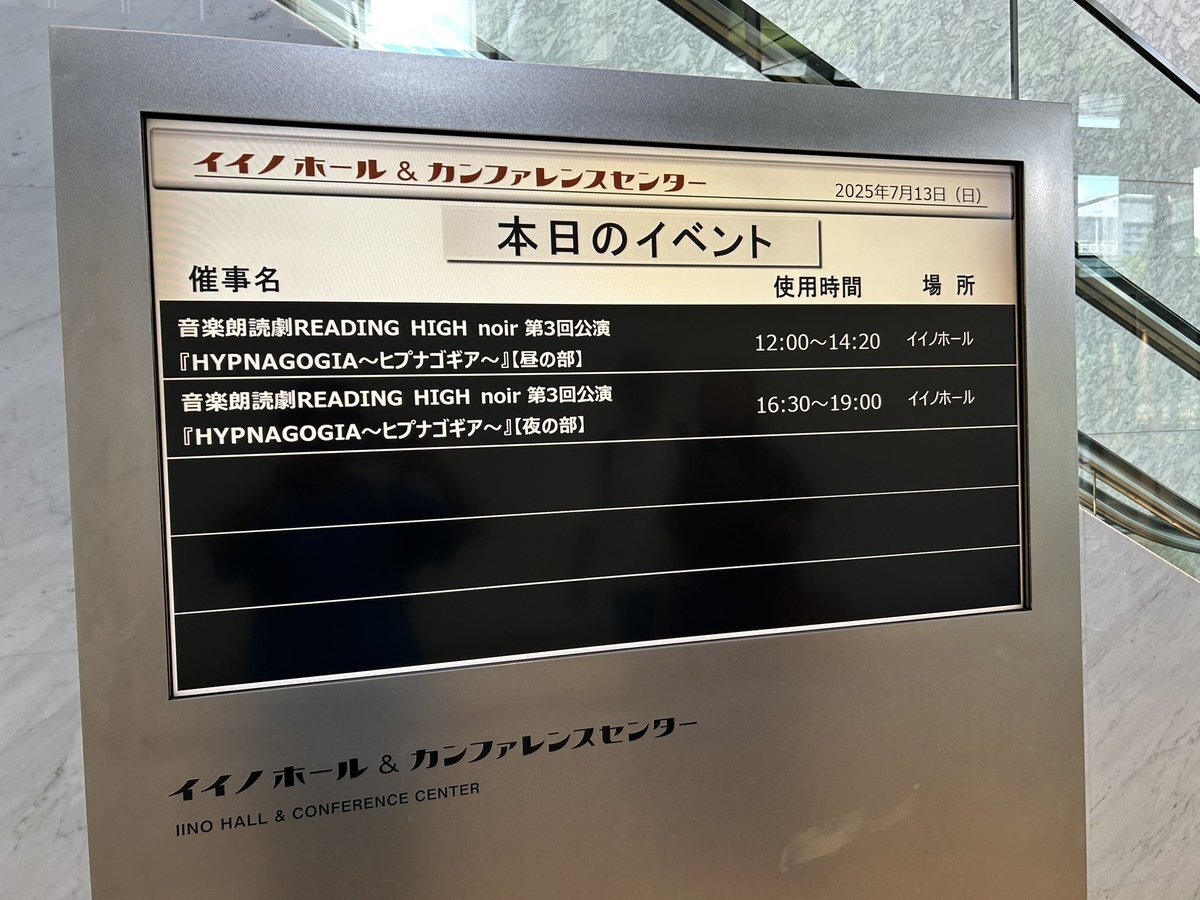 イイノホール & カンファレンスセンター
2025年7月13日（日）
本日のイベント
催事名 使用時間 場所
音楽朗読劇READING HIGH noir 第3回公演
『HYPNAGOGIA～ヒプナゴギア～』【昼の部】 12:00～14:20 イイノホール
音楽朗読劇READING HIGH noir 第3回公演
『HYPNAGOGIA～ヒプナゴギア～』【夜の部】 16:30～19:00 イイノホール
イイノホール & カンファレンスセンター
IINO HALL & CONFERENCE CENTER